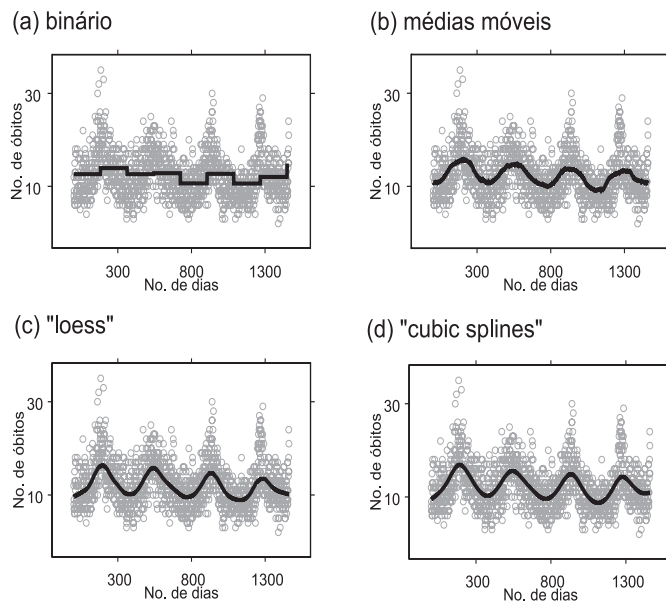 (a) binário
(b) médias móveis
No. de óbitos
30
10
300 800 1300
No. de dias
No. de óbitos
30
10
300 800 1300
No. de dias
(c) "loess"
(d) "cubic splines"
No. de óbitos
30
10
300 800 1300
No. de dias
No. de óbitos
30
10
300 800 1300
No. de dias